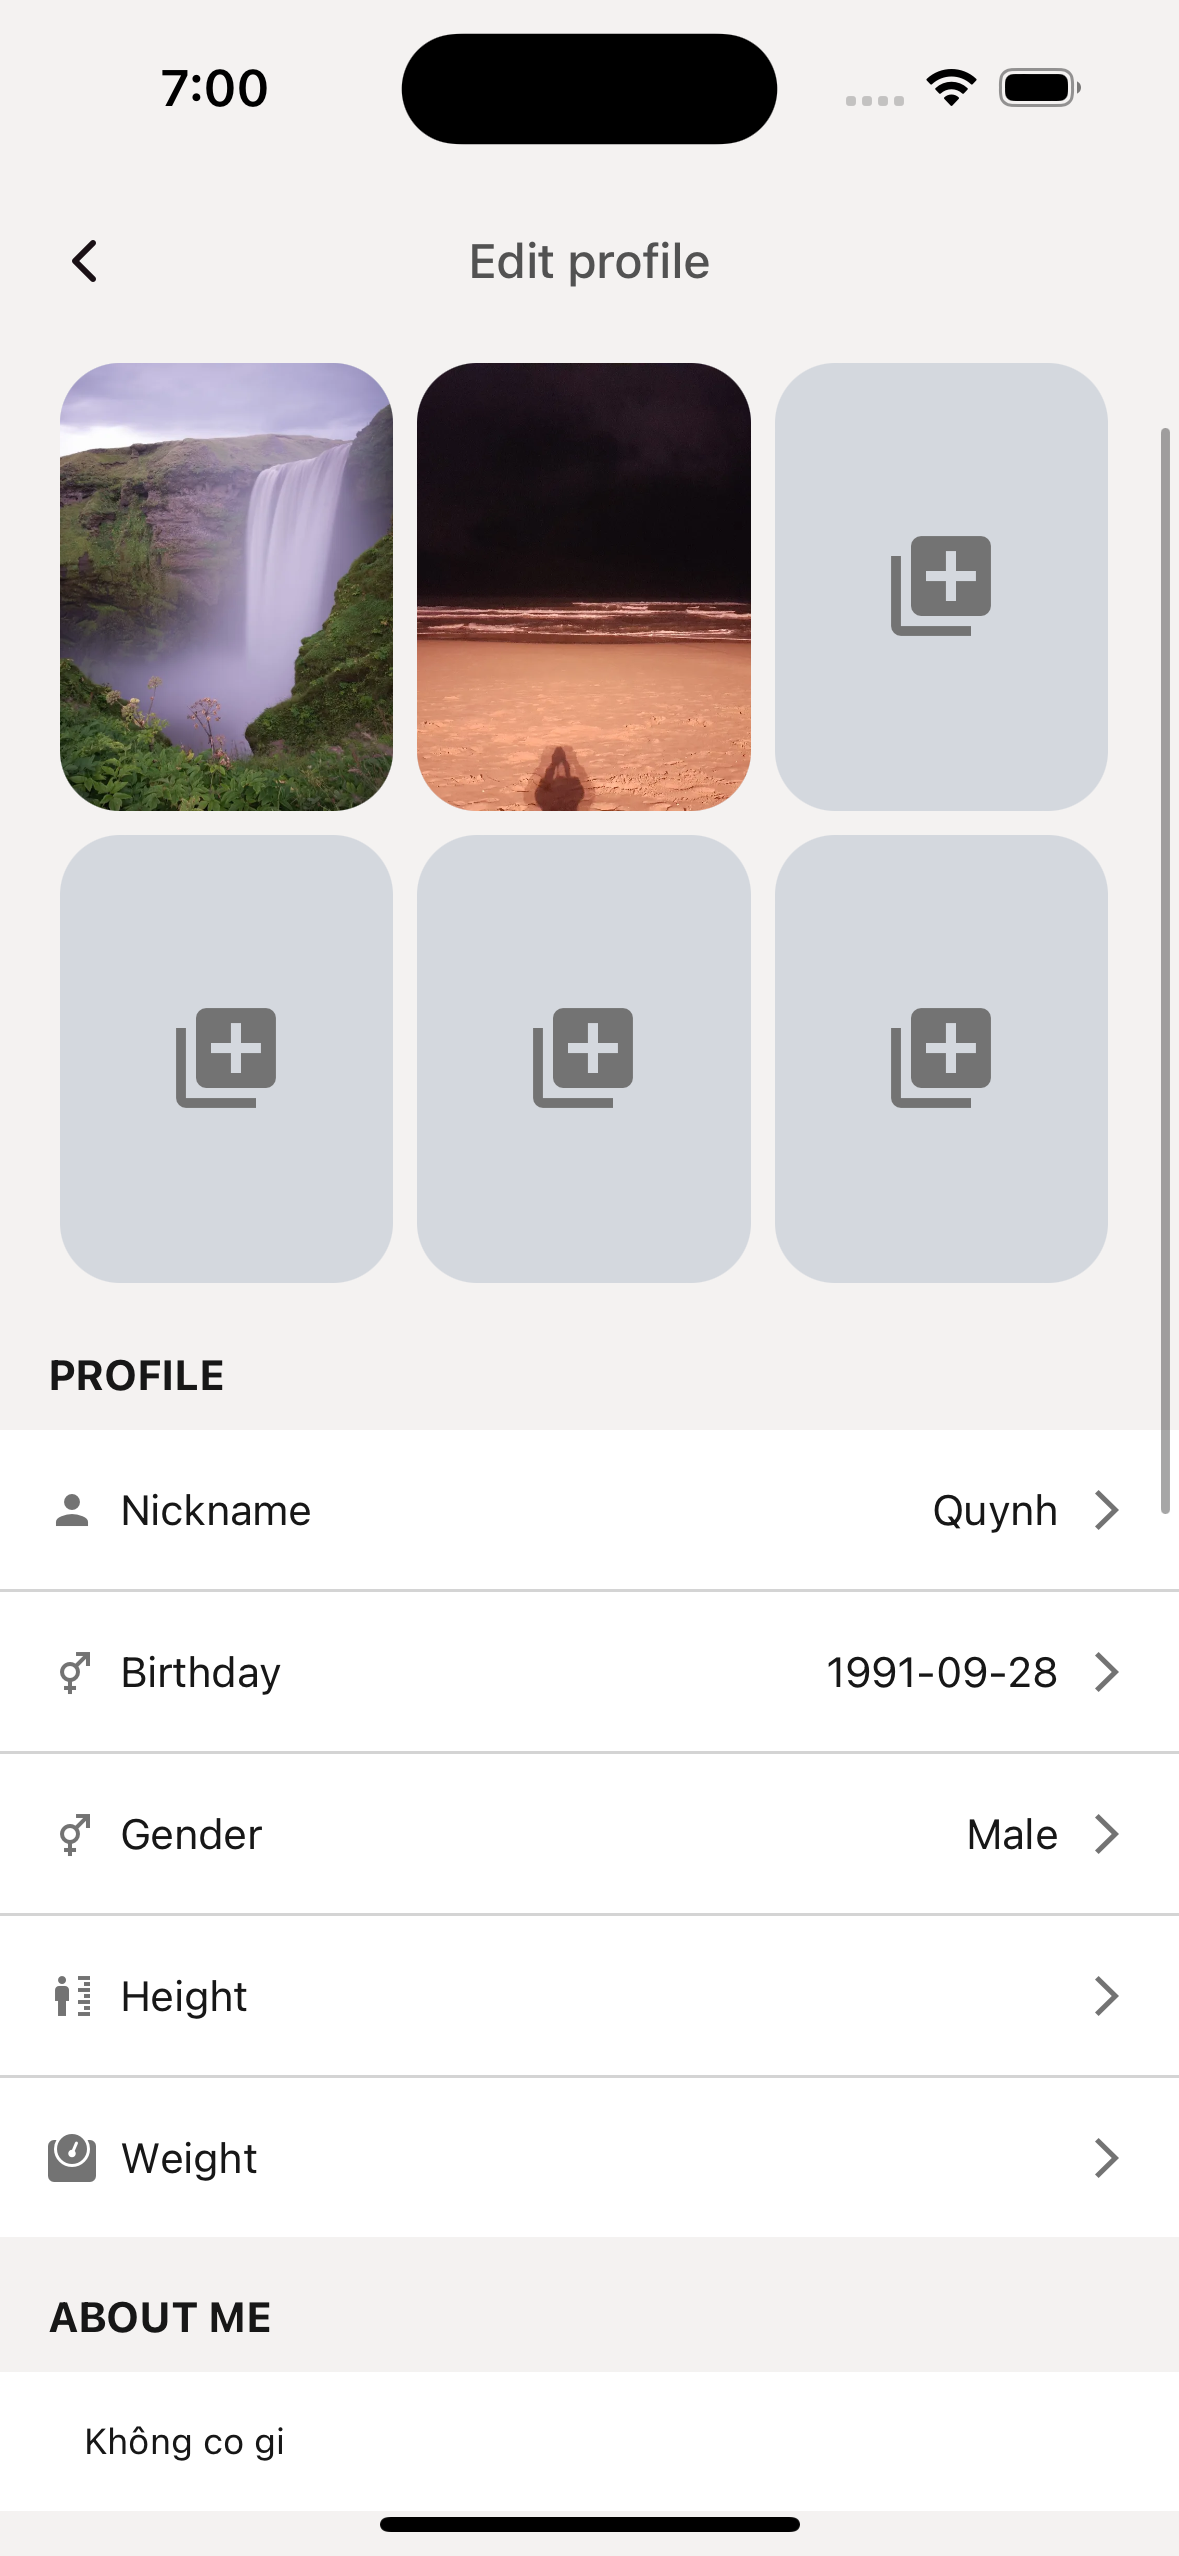 7:00
Edit profile
PROFILE
Nickname Quynh
Birthday 1991-09-28
Gender Male
Height
Weight
ABOUT ME
Không co gi